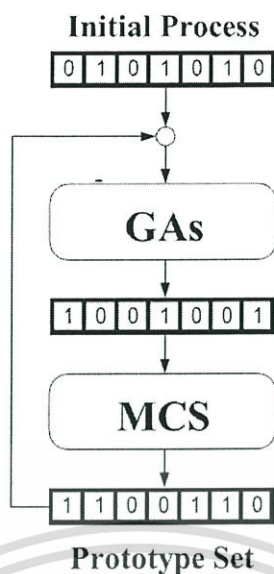 Initial Process
0 1 0 1 0 1 0
GAs
1 0 0 1 0 0 1
MCS
1 1 0 0 1 1 0
Prototype Set